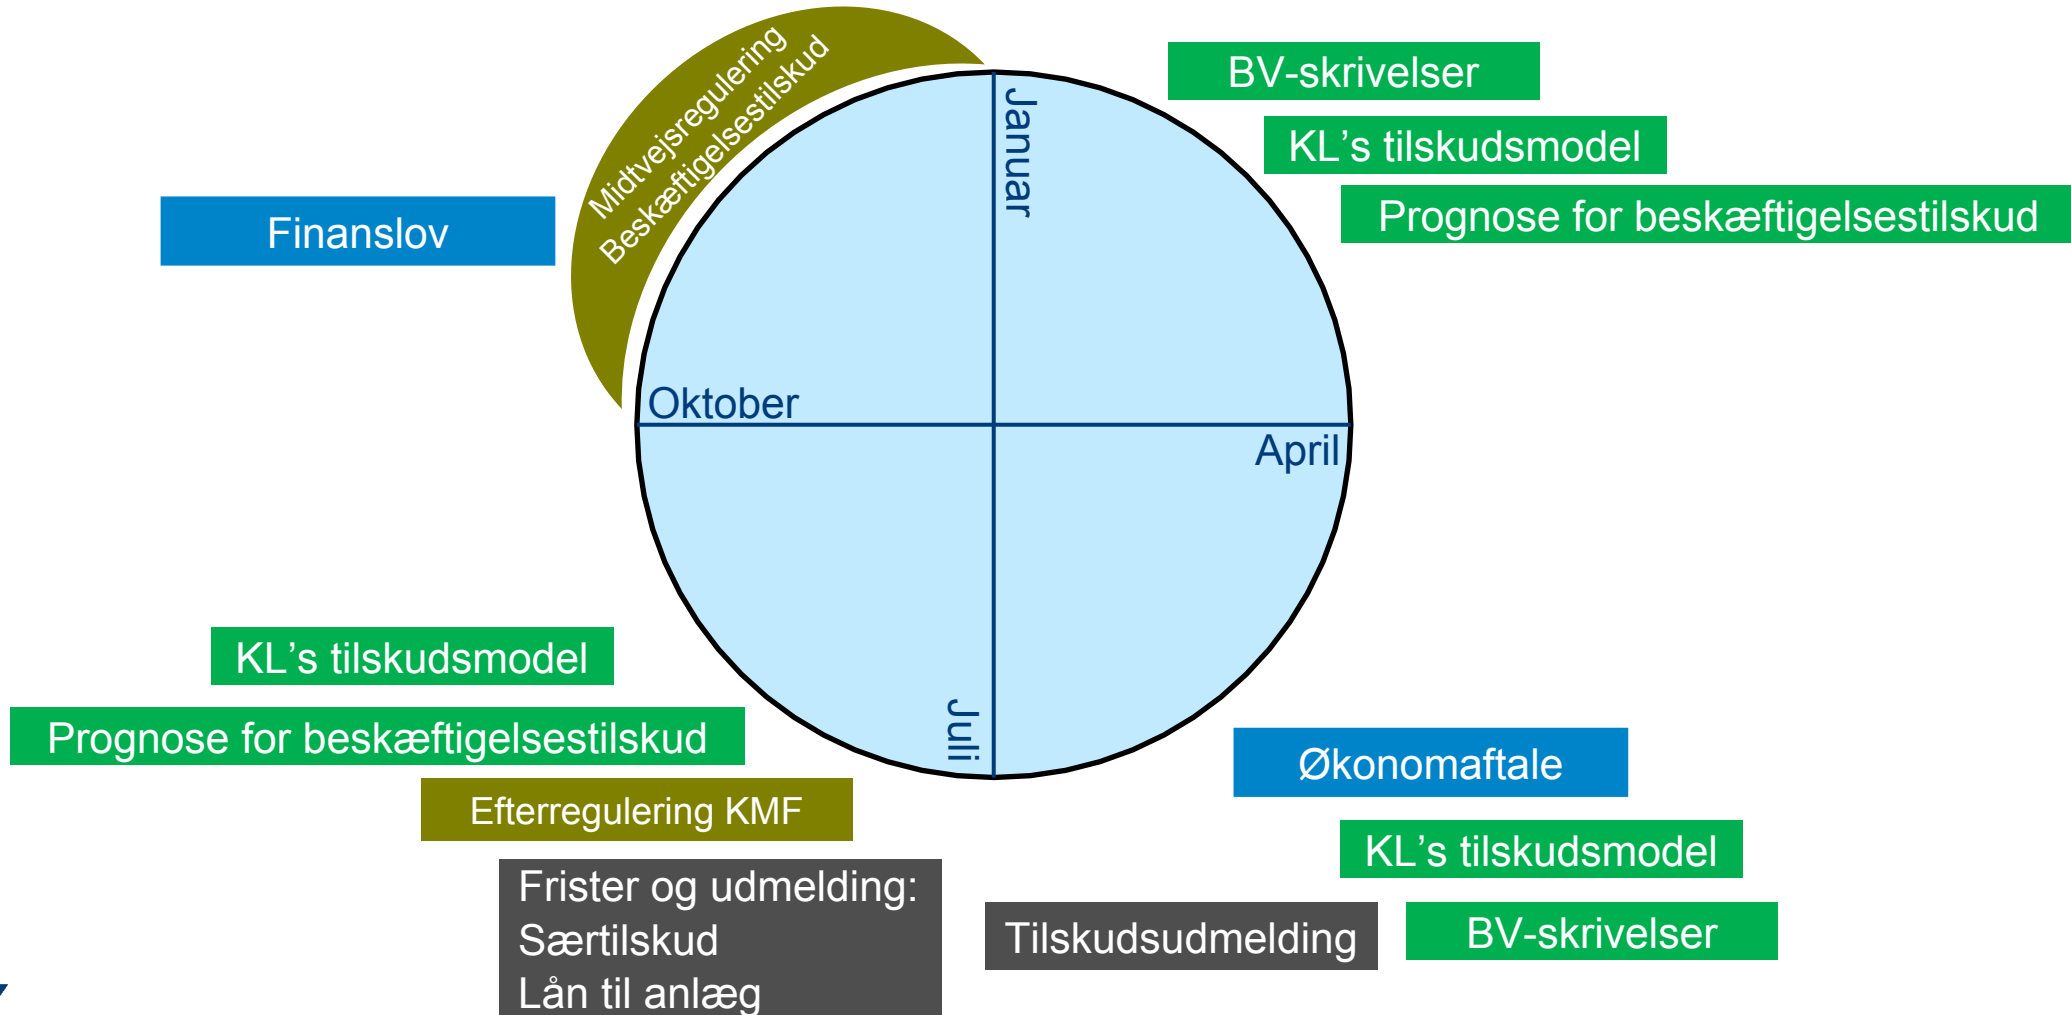 Midtvejsregulering
Beskæftigelsestilskud
BV-skrivelser
KL’s tilskudsmodel
Prognose for beskæftigelsestilskud
Finanslov
Januar
Oktober
April
Juli
KL’s tilskudsmodel
Prognose for beskæftigelsestilskud
Efterregulering KMF
Frister og udmelding:
Særtilskud
Lån til anlæg
Økonomaftale
KL’s tilskudsmodel
Tilskudsudmelding
BV-skrivelser